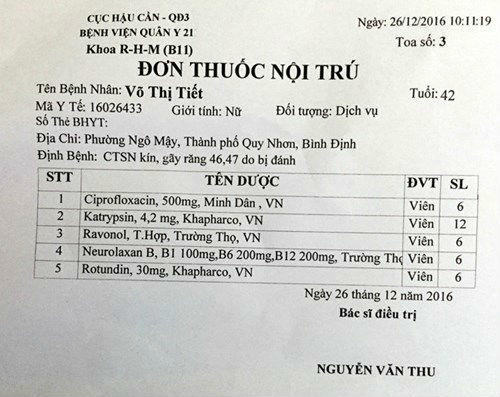 CỤC HẬU CẦN - QĐ3
Ngày: 26/12/2016 10:11:19
BỆNH VIỆN QUÂN Y 21
Khoa R-H-M (B11)
Toa số: 3
ĐƠN THUỐC NỘI TRÚ
Tên Bệnh Nhân: Võ Thị Tiết Tuổi: 42
Mã Y Tế: 16026433 Giới tính: Nữ Đối tượng: Dịch vụ
Số Thẻ BHYT:
Địa Chỉ: Phường Ngô Mậy, Thành phố Quy Nhơn, Bình Định
Định Bệnh: CTSN kín, gãy răng 46,47 do bị đánh
STT TÊN DƯỢC ĐVT SL
1 Ciprofloxacin, 500mg, Minh Dân , VN Viên 6
2 Katrypsin, 4,2 mg, Khapharco, VN Viên 12
3 Ravonol, T.Hợp, Trường Thọ, VN Viên 6
4 Neurolaxan B, B1 100mg,B6 200mg,B12 200mg, Trường Thọ Viên 6
5 Rotundin, 30mg, Khapharco, VN Viên 6
Ngày 26 tháng 12 năm 2016
Bác sĩ điều trị
NGUYỄN VĂN THU